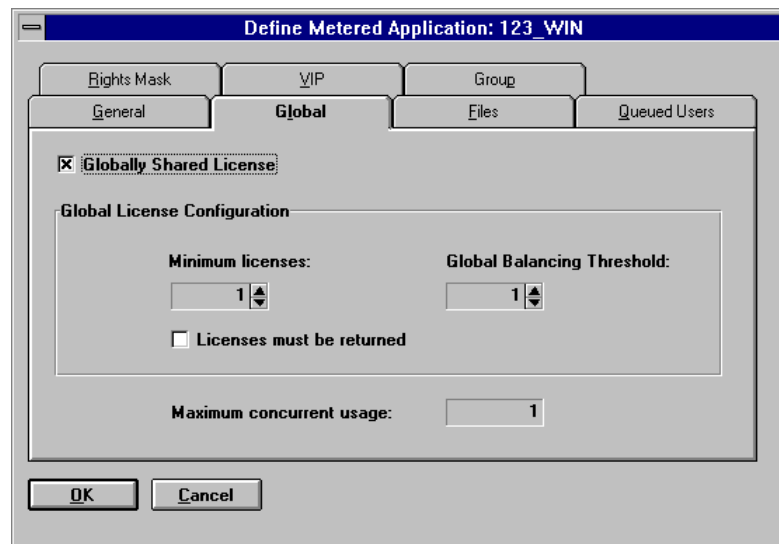 Define Metered Application: 123_WIN
Rights Mask VIP Group
General Global Files Queued Users
Globally Shared License
Global License Configuration
Minimum licenses: Global Balancing Threshold:
1 1
Licenses must be returned
Maximum concurrent usage: 1
OK Cancel